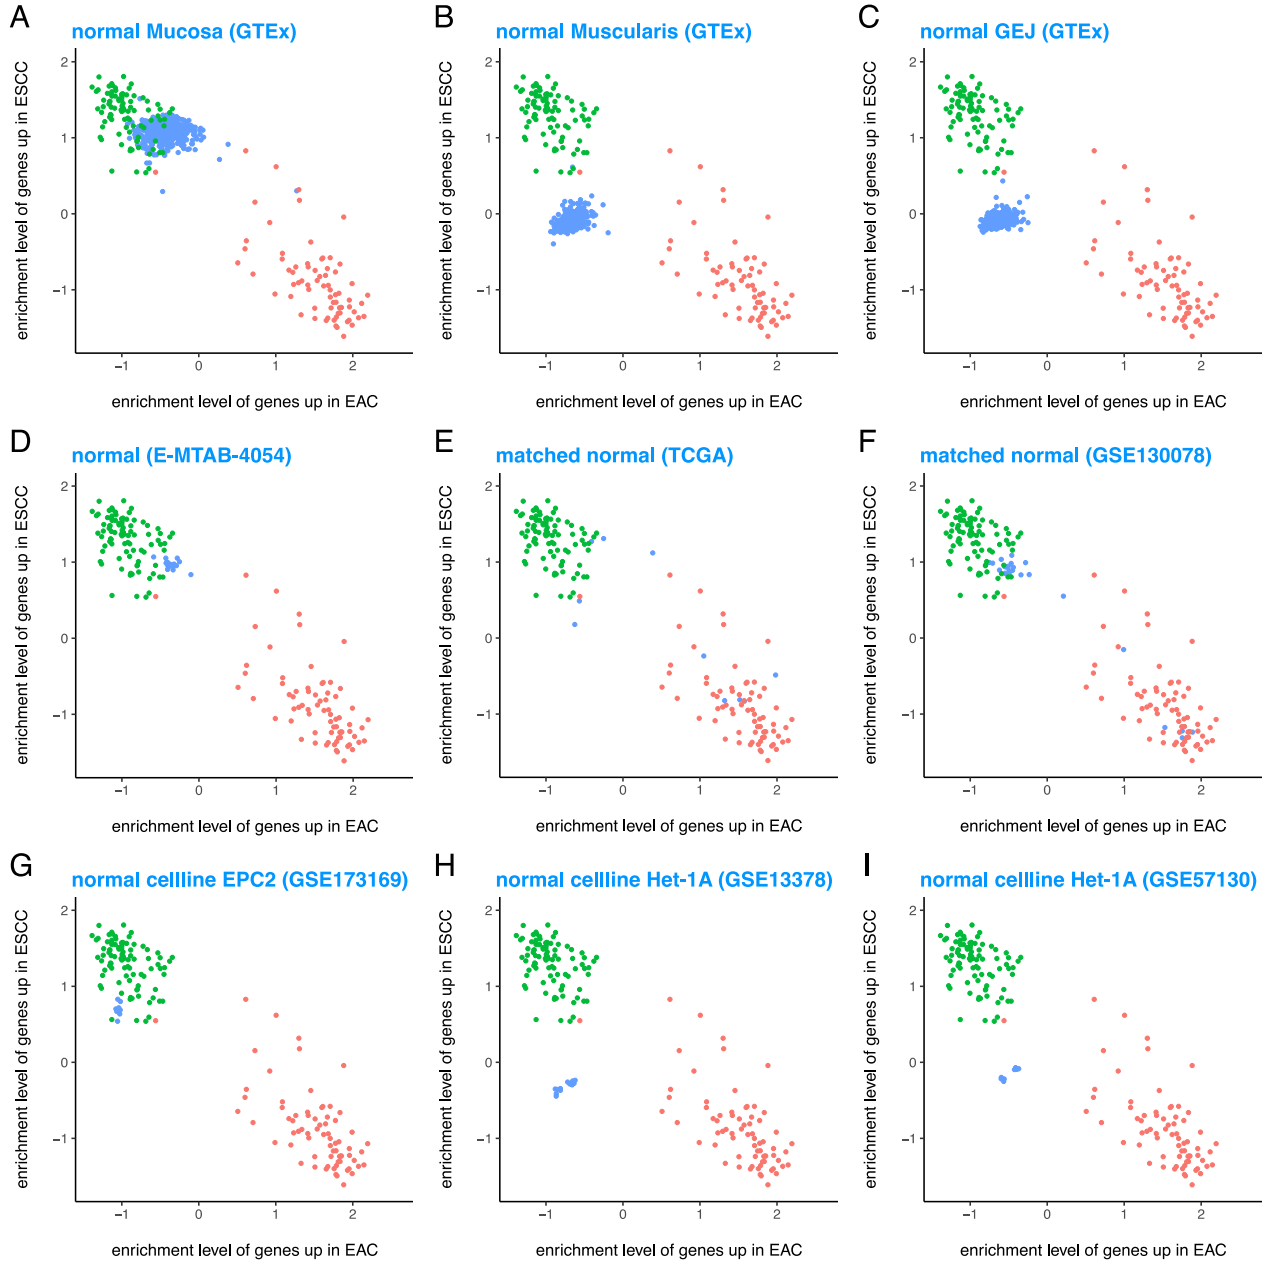 A
normal Mucosa (GTEx)
enrichment level of genes up in ESCC
2
1
0
−1
−1
0
1
2
enrichment level of genes up in EAC
B
normal Muscularis (GTEx)
enrichment level of genes up in ESCC
2
1
0
−1
−1
0
1
2
enrichment level of genes up in EAC
C
normal GEJ (GTEx)
enrichment level of genes up in ESCC
2
1
0
−1
−1
0
1
2
enrichment level of genes up in EAC
D
normal (E-MTAB-4054)
enrichment level of genes up in ESCC
2
1
0
−1
−1
0
1
2
enrichment level of genes up in EAC
E
matched normal (TCGA)
enrichment level of genes up in ESCC
2
1
0
−1
−1
0
1
2
enrichment level of genes up in EAC
F
matched normal (GSE130078)
enrichment level of genes up in ESCC
2
1
0
−1
−1
0
1
2
enrichment level of genes up in EAC
G
normal cellline EPC2 (GSE173169)
enrichment level of genes up in ESCC
2
1
0
−1
−1
0
1
2
enrichment level of genes up in EAC
H
normal cellline Het-1A (GSE13378)
enrichment level of genes up in ESCC
2
1
0
−1
−1
0
1
2
enrichment level of genes up in EAC
I
normal cellline Het-1A (GSE57130)
enrichment level of genes up in ESCC
2
1
0
−1
−1
0
1
2
enrichment level of genes up in EAC